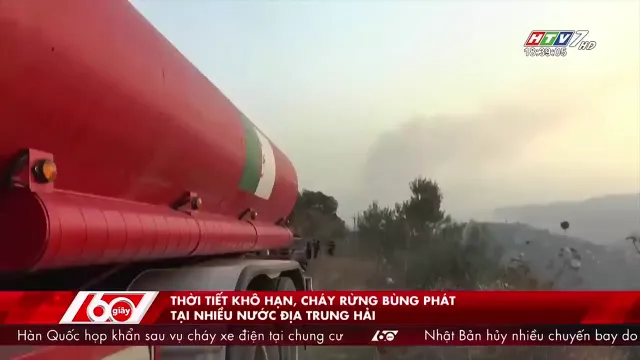 HTV7 HD
18:39:05
60 giây
THỜI TIẾT KHÔ HẠN, CHÁY RỪNG BÙNG PHÁT
TẠI NHIỀU NƯỚC ĐỊA TRUNG HẢI
Hàn Quốc họp khẩn sau vụ cháy xe điện tại chung cư
Nhật Bản hủy nhiều chuyến bay do